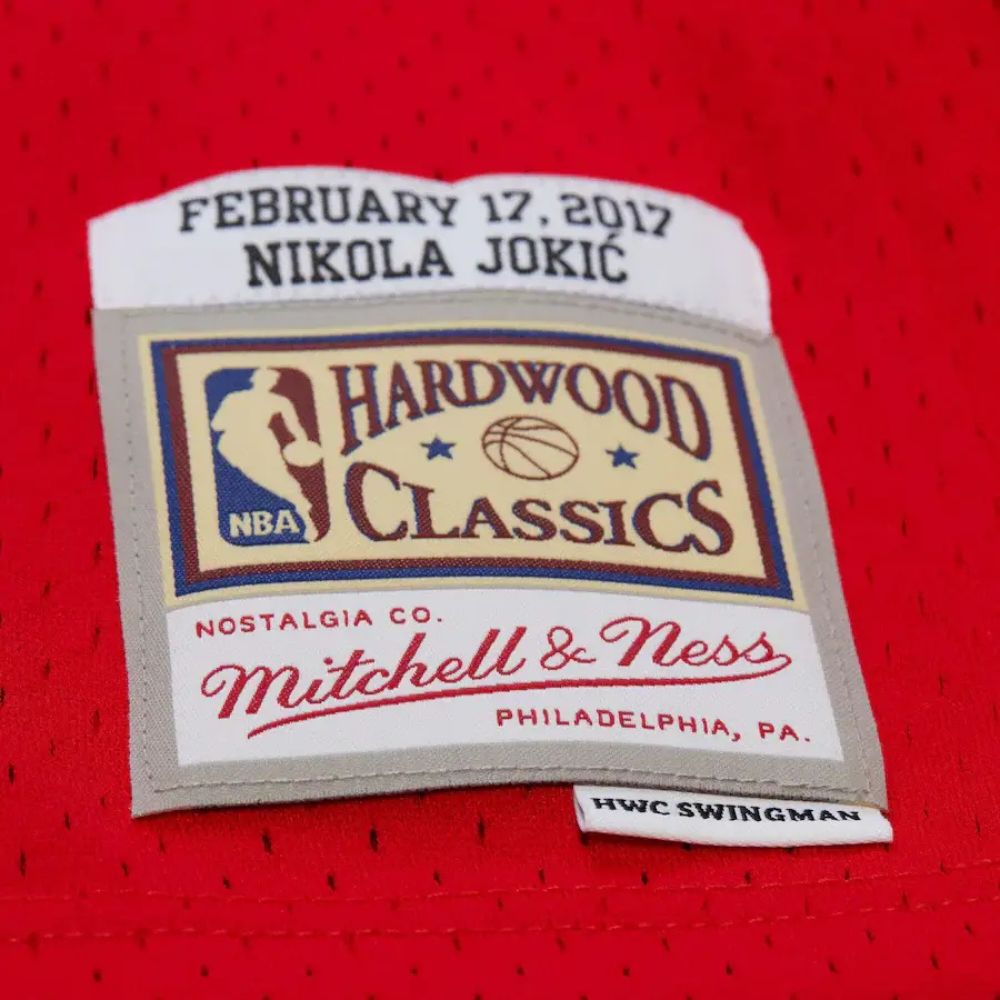 FEBRUARY 17, 2017
NIKOLA JOKIĆ
HARDWOOD
CLASSICS
NBA
NOSTALGIA CO.
Mitchell & Ness
PHILADELPHIA, PA.
HWC SWINGMAN